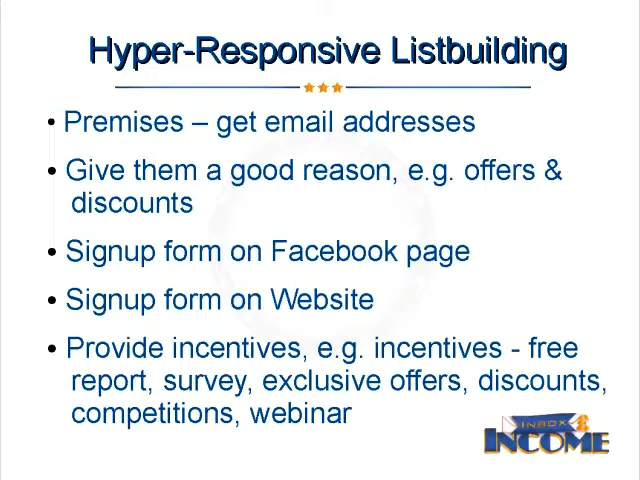 Hyper-Responsive Listbuilding
• Premises – get email addresses
• Give them a good reason, e.g. offers &
discounts
• Signup form on Facebook page
• Signup form on Website
• Provide incentives, e.g. incentives - free
report, survey, exclusive offers, discounts,
competitions, webinar
INBOX £
INCOME